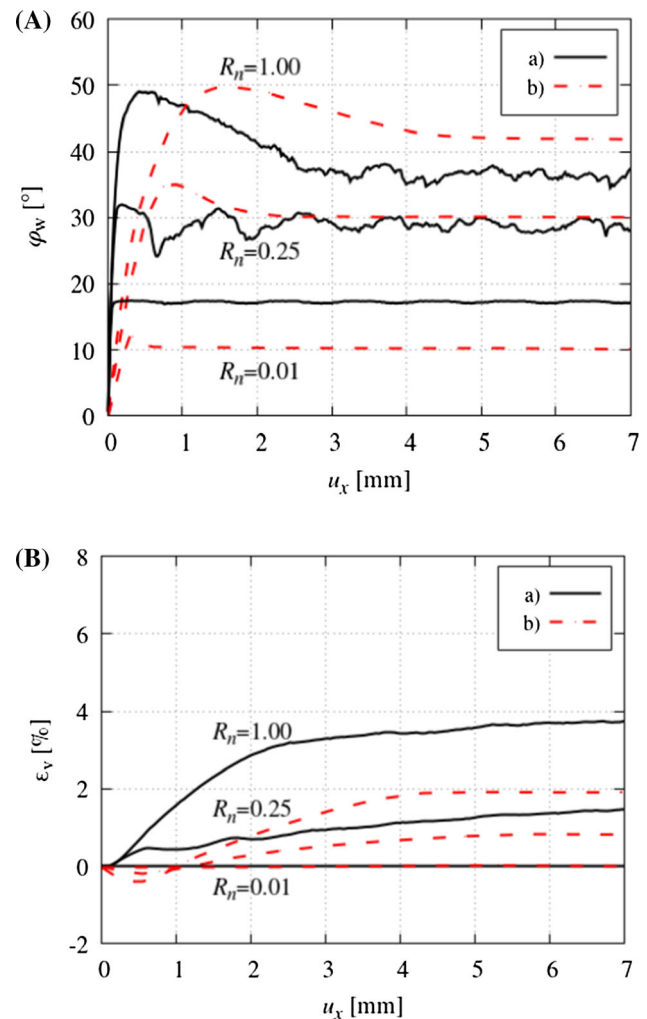 (A)
60
50
40
30
20
10
0
φw [°]
Rn=1.00
Rn=0.25
Rn=0.01
a)
b)
0 1 2 3 4 5 6 7
ux [mm]
(B)
8
6
4
2
0
-2
εv [%]
a)
b)
Rn=1.00
Rn=0.25
Rn=0.01
0 1 2 3 4 5 6 7
ux [mm]